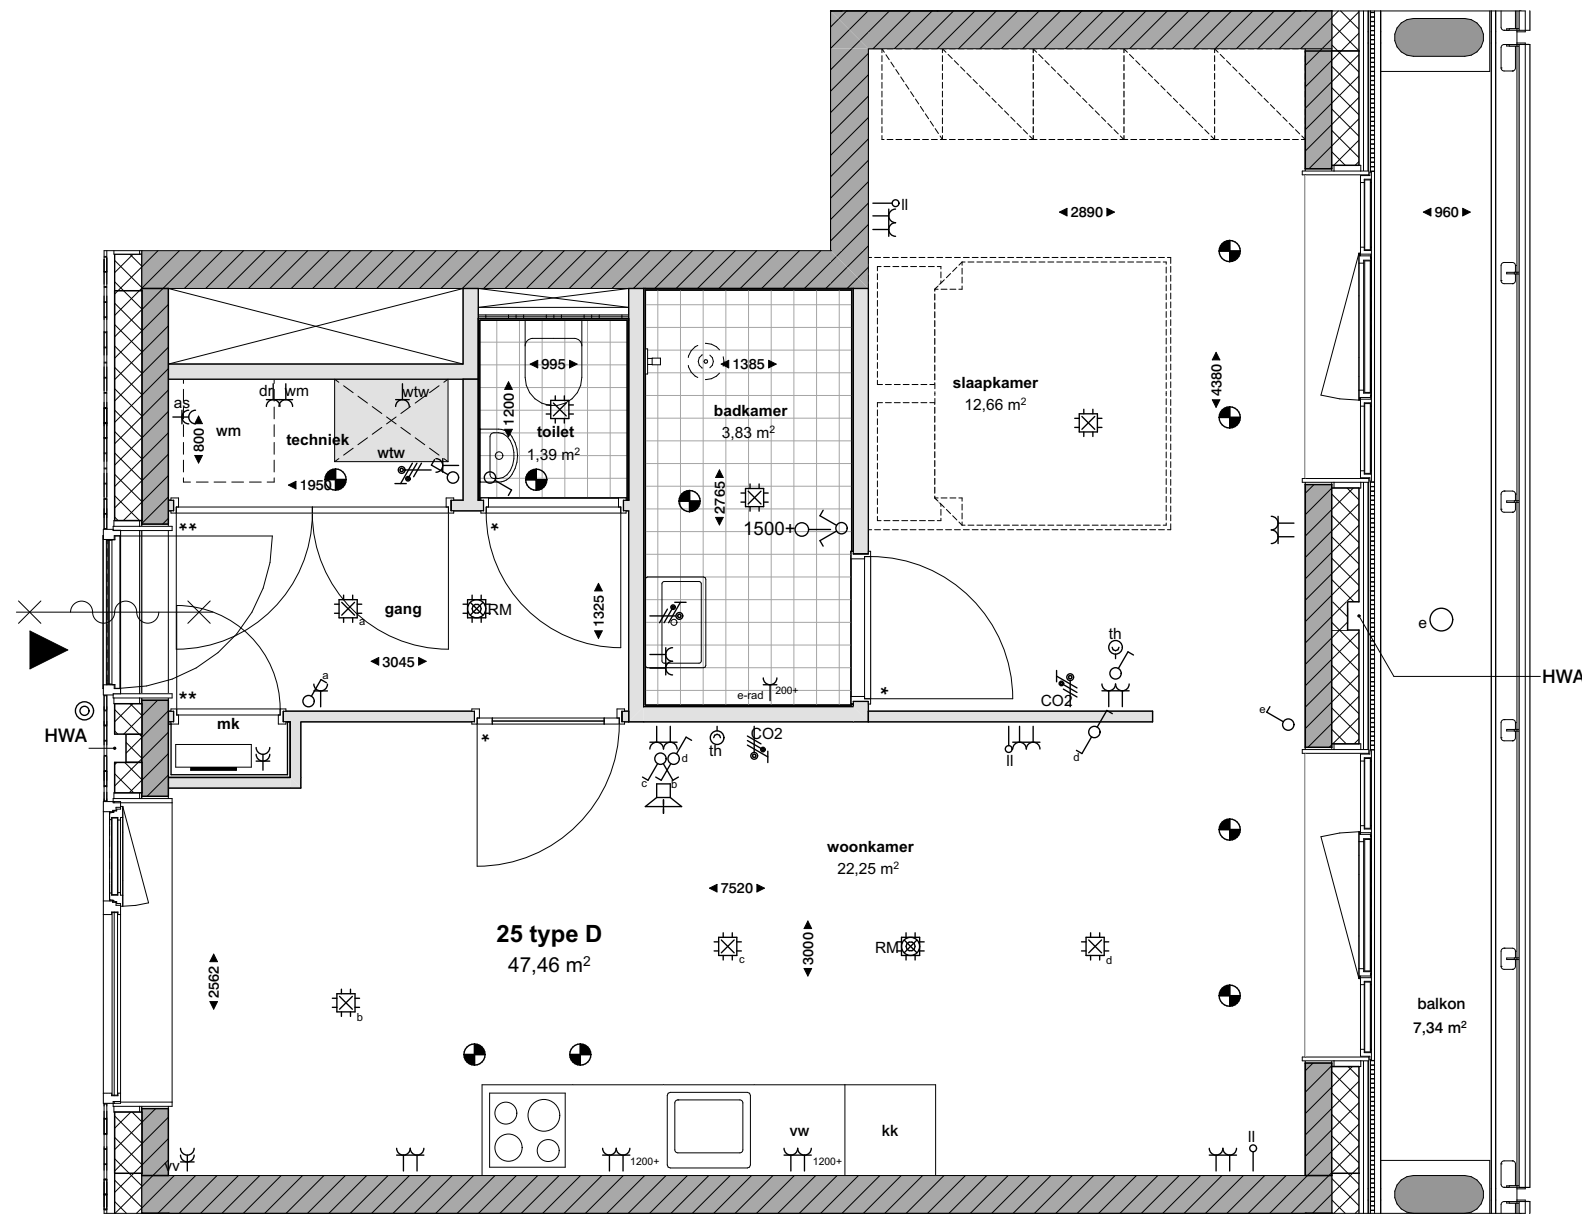 2890
960
ll
4380
slaapkamer
12,66 m²
995
1385
1200
badkamer
3,83 m²
toilet
1,39 m²
dr wm
wtw
as
wm
800
techniek
wtw
1950
2765
1500+
**
*
gang
a
RM
1325
3045
**
a
mk
HWA
e-rad
200+
*
th
CO2
e
HWA
e
*
d
th
CO2
ll
d
c
b
woonkamer
22,25 m²
7520
25 type D
47,46 m²
3000
c
RM
d
2562
b
balkon
7,34 m²
vw
kk
vv
1200+
1200+
ll